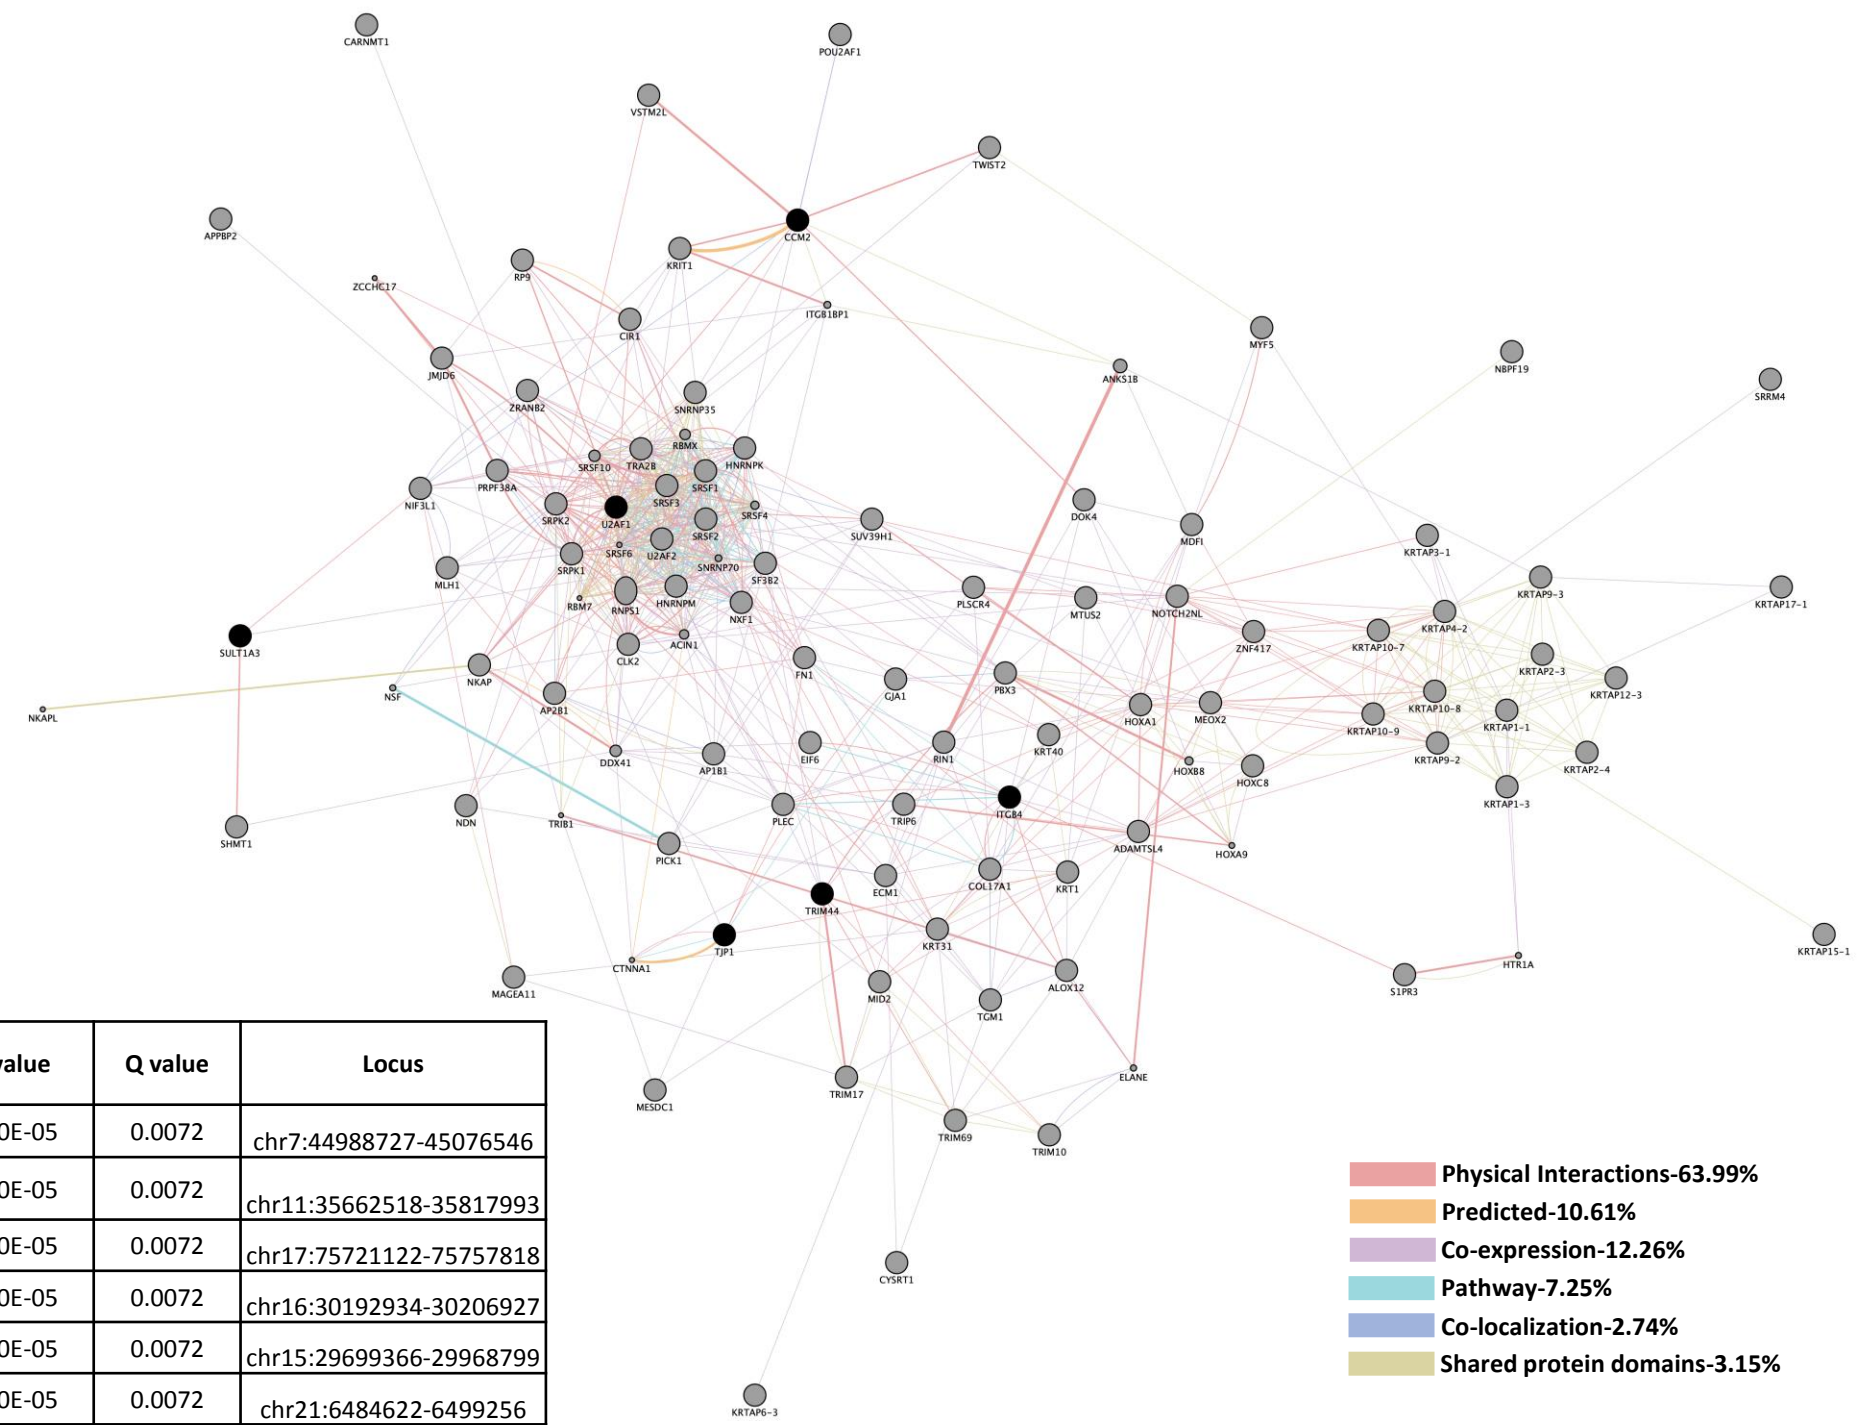 CARNMT1
POU2AF1
VSTM2L
TWIST2
APPBP2
CCM2
KRIT1
RP9
ZCCHC17
ITGB1BP1
CIR1
MYF5
JMJD6
ANKS1B
NBPF19
SRRM4
ZRANB2
SNRNP35
RBMX
SRSF10
TRA2B
HNRNPK
PRPF38A
SRSF1
NIF3L1
SRSF3
SRPK2
U2AF1
SRSF4
SRSF2
SUV39H1
DOK4
MDFI
KRTAP3-1
SRSF6
U2AF2
SNRNP70
SRPK1
SF3B2
MLH1
RBM7
RNPS1
HNRNPM
NXF1
PLSCR4
MTUS2
NOTCH2NL
KRTAP9-3
KRTAP17-1
KRTAP4-2
SULT1A3
CLK2
ACIN1
ZNF417
KRTAP10-7
KRTAP2-3
NKAP
FN1
GJA1
PBX3
KRTAP12-3
NSF
NKAPL
AP2B1
HOXA1
MEOX2
KRTAP10-8
KRTAP10-9
KRTAP1-1
DDX41
AP1B1
EIF6
RIN1
KRT40
HOXB8
HOXC8
KRTAP9-2
KRTAP2-4
KRTAP1-3
NDN
TRIB1
PLEC
TRIP6
ITGB4
SHMT1
PICK1
ADAMTSL4
HOXA9
ECM1
COL17A1
KRT1
TRIM44
TJP1
KRT31
CTNNA1
KRTAP15-1
HTR1A
S1PR3
MAGEA11
MID2
ALOX12
TGM1
ELANE
MESDC1
TRIM17
TRIM69
TRIM10
CYSRT1
KRTAP6-3
value Q value Locus
0E-05 0.0072 chr7:44988727-45076546
0E-05 0.0072 chr11:35662518-35817993
0E-05 0.0072 chr17:75721122-75757818
0E-05 0.0072 chr16:30192934-30206927
0E-05 0.0072 chr15:29699366-29968799
0E-05 0.0072 chr21:6484622-6499256
Physical Interactions-63.99%
Predicted-10.61%
Co-expression-12.26%
Pathway-7.25%
Co-localization-2.74%
Shared protein domains-3.15%